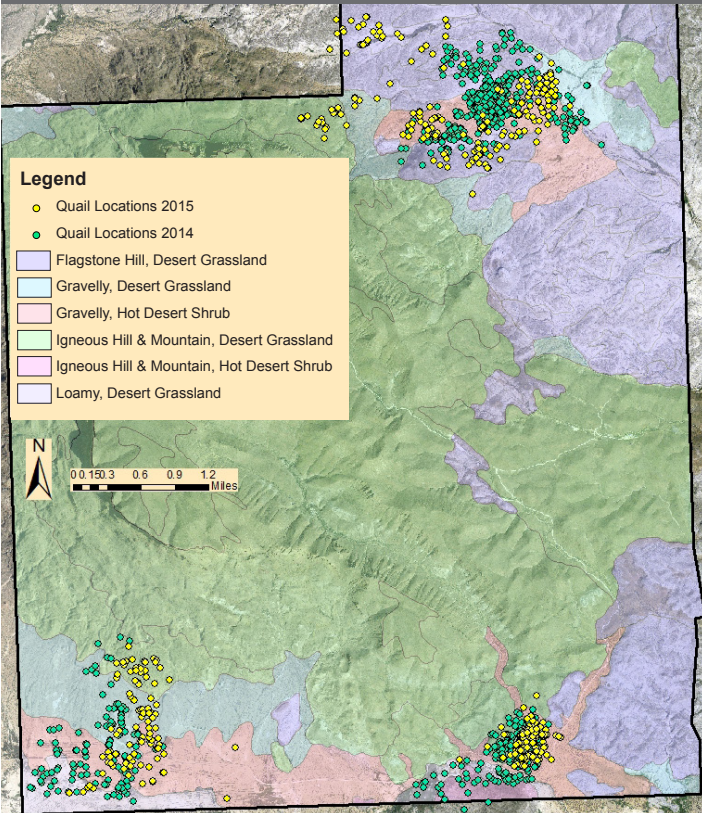 Legend
Quail Locations 2015
Quail Locations 2014
Flagstone Hill, Desert Grassland
Gravelly, Desert Grassland
Gravelly, Hot Desert Shrub
Igneous Hill & Mountain, Desert Grassland
Igneous Hill & Mountain, Hot Desert Shrub
Loamy, Desert Grassland
N
0 0.15 0.3 0.6 0.9 1.2
Miles